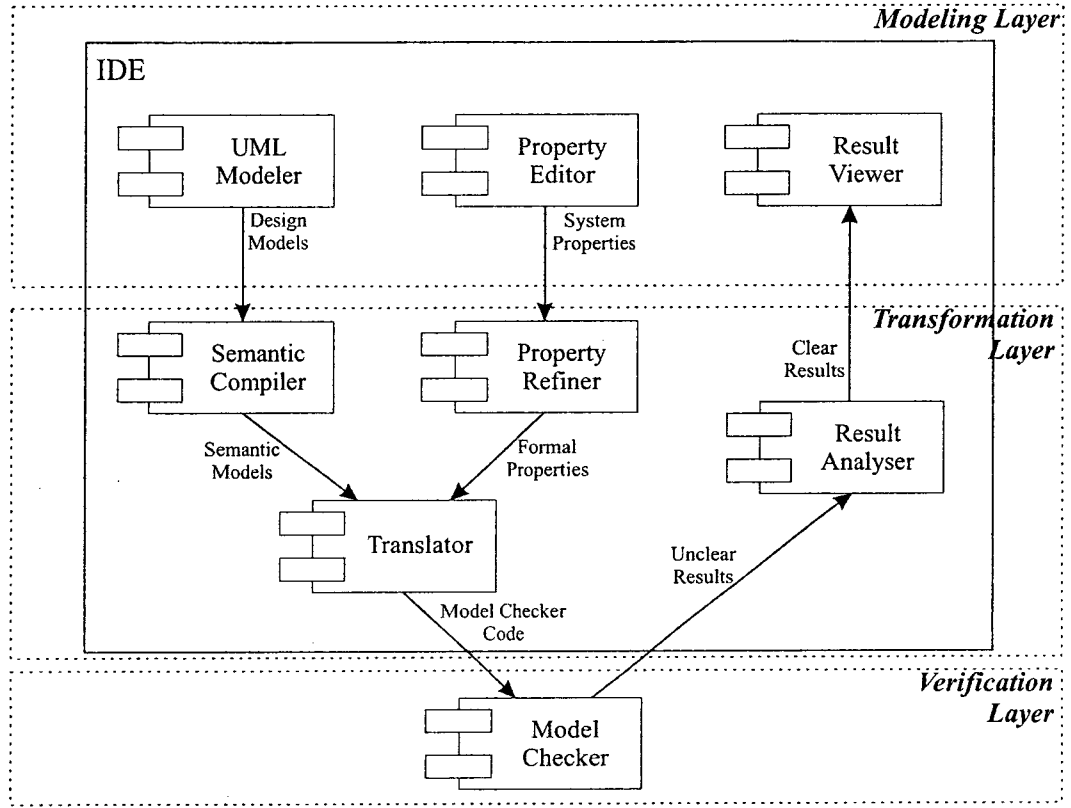 Modeling Layer
IDE
UML
Modeler
Property
Editor
Result
Viewer
Design
Models
System
Properties
Transformation
Layer
Semantic
Compiler
Property
Refiner
Clear
Results
Result
Analyser
Semantic
Models
Formal
Properties
Translator
Unclear
Results
Model Checker
Code
Verification
Layer
Model
Checker